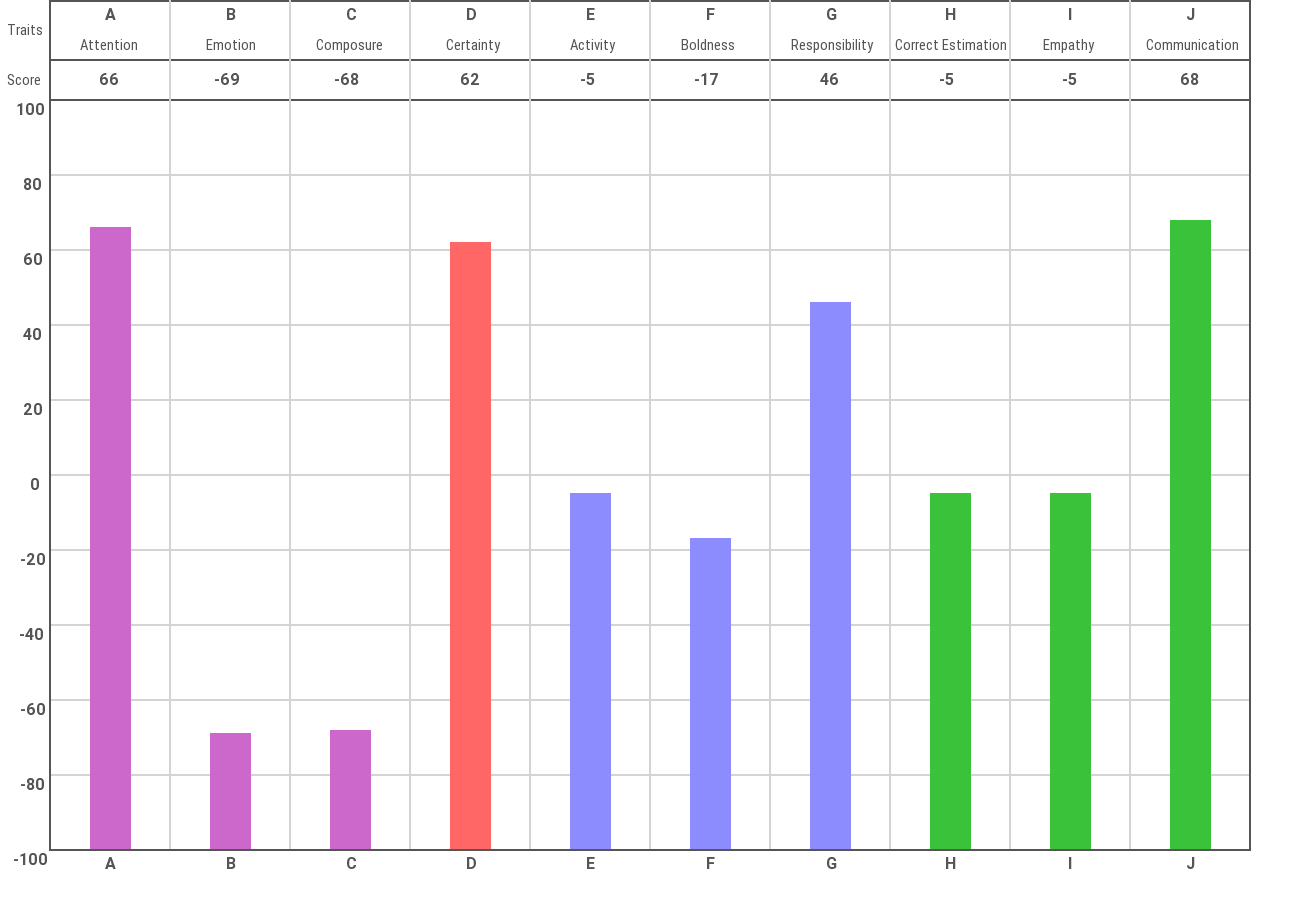 Traits A B C D E F G H I J
Attention Emotion Composure Certainty Activity Boldness Responsibility Correct Estimation Empathy Communication
Score 66 -69 -68 62 -5 -17 46 -5 -5 68
100
80
60
40
20
0
-20
-40
-60
-80
-100
A B C D E F G H I J